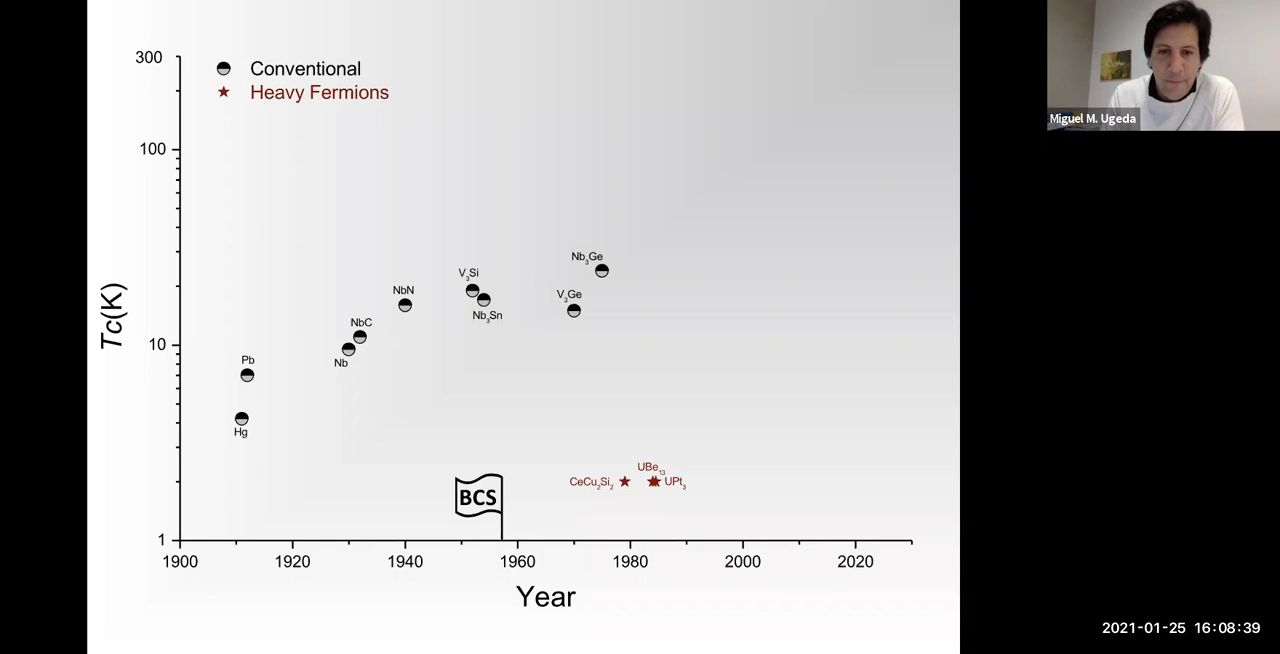 300
Conventional
Heavy Fermions
Miguel M. Ugeda
100
Nb3Ge
V3Si
NbN
V3Ge
Nb3Sn
NbC
Tc(K)
10
Nb
Pb
Hg
UBe13
CeCu2Si2
UPt3
BCS
1
1900 1920 1940 1960 1980 2000 2020
Year
2021-01-25 16:08:39